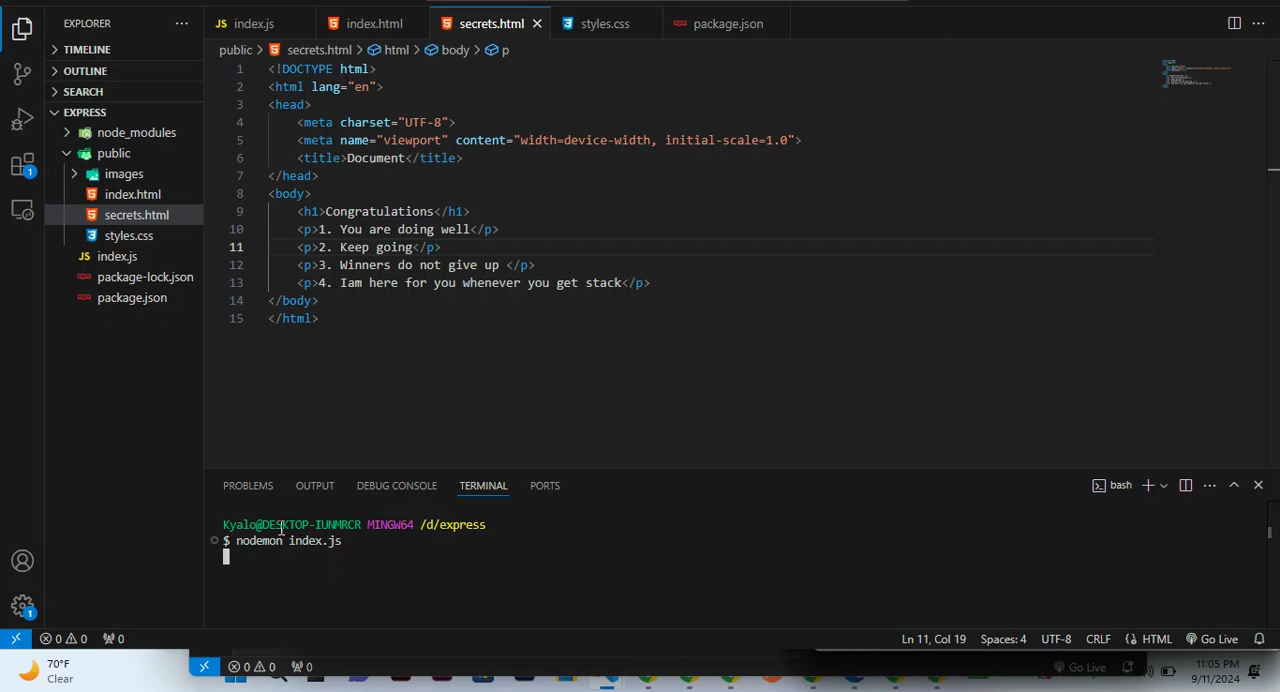 EXPLORER ···
TIMELINE
OUTLINE
SEARCH
EXPRESS
node_modules
public
images
index.html
secrets.html
styles.css
JS index.js
package-lock.json
package.json
JS index.js index.html secrets.html styles.css package.json
public > secrets.html > html > body > p
1 <!DOCTYPE html>
2 <html lang="en">
3 <head>
4 <meta charset="UTF-8">
5 <meta name="viewport" content="width=device-width, initial-scale=1.0">
6 <title>Document</title>
7 </head>
8 <body>
9 <h1>Congratulations</h1>
10 <p>1. You are doing well</p>
11 <p>2. Keep going</p>
12 <p>3. Winners do not give up </p>
13 <p>4. Iam here for you whenever you get stack</p>
14 </body>
15 </html>
PROBLEMS OUTPUT DEBUG CONSOLE TERMINAL PORTS bash
Kyalo@DESKTOP-IUNMRCR MINGW64 /d/express
$ nodemon index.js
1
1
0 0 0 Ln 11, Col 19 Spaces: 4 UTF-8 CRLF HTML Go Live
0 0 0 Go Live
70°F
Clear
11:05 PM
9/11/2024